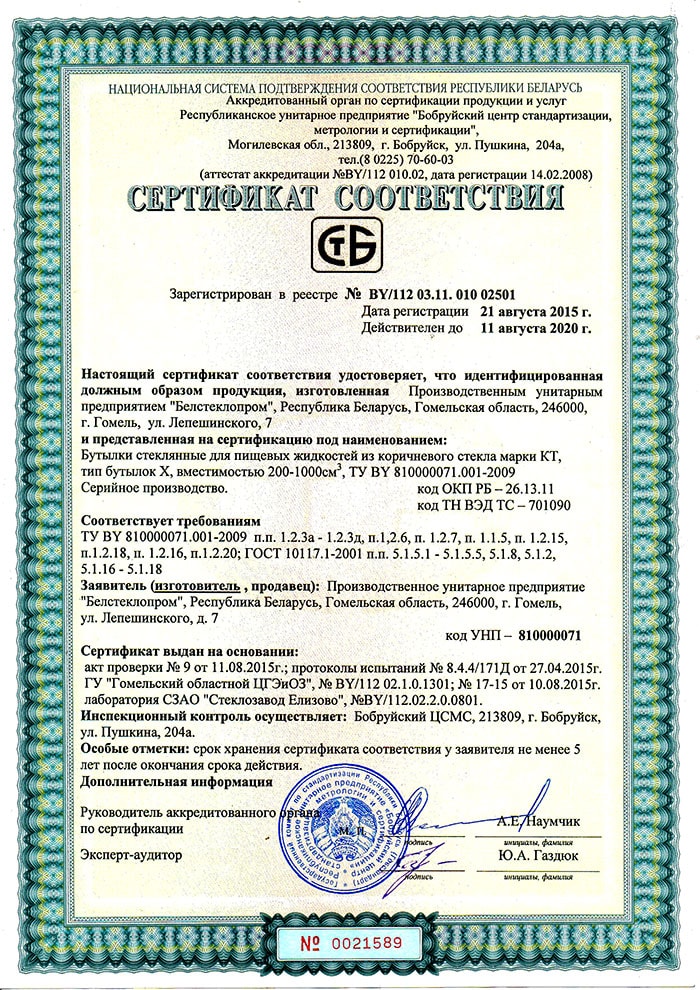 НАЦИОНАЛЬНАЯ СИСТЕМА ПОДТВЕРЖДЕНИЯ СООТВЕТСТВИЯ РЕСПУБЛИКИ БЕЛАРУСЬ
Аккредитованный орган по сертификации продукции и услуг
Республиканское унитарное предприятие "Бобруйский центр стандартизации,
метрологии и сертификации",
Могилевская обл., 213809, г. Бобруйск, ул. Пушкина, 204а,
тел.(8 0225) 70-60-03
(аттестат аккредитации №BY/112 010.02, дата регистрации 14.02.2008)
СЕРТИФИКАТ СООТВЕТСТВИЯ
СТБ
Зарегистрирован в реестре № BY/112 03.11. 010 02501
Дата регистрации 21 августа 2015 г.
Действителен до 11 августа 2020 г.
Настоящий сертификат соответствия удостоверяет, что идентифицированная
должным образом продукция, изготовленная Производственным унитарным
предприятием "Белстеклопром", Республика Беларусь, Гомельская область, 246000,
г. Гомель, ул. Лепешинского, 7
и представленная на сертификацию под наименованием:
Бутылки стеклянные для пищевых жидкостей из коричневого стекла марки КТ,
тип бутылок X, вместимостью 200-1000см³, ТУ BY 810000071.001-2009
Серийное производство. код ОКП РБ – 26.13.11
код ТН ВЭД ТС – 701090
Соответствует требованиям
ТУ BY 810000071.001-2009 п.п. 1.2.3а - 1.2.3д, п.1,2.6, п. 1.2.7, п. 1.1.5, п. 1.2.15,
п.1.2.18, п. 1.2.16, п.1.2.20; ГОСТ 10117.1-2001 п.п. 5.1.5.1 - 5.1.5.5, 5.1.8, 5.1.2,
5.1.16 - 5.1.18
Заявитель (изготовитель , продавец): Производственное унитарное предприятие
"Белстеклопром", Республика Беларусь, Гомельская область, 246000, г. Гомель,
ул. Лепешинского, д. 7
код УНП – 810000071
Сертификат выдан на основании:
акт проверки № 9 от 11.08.2015г.; протоколы испытаний № 8.4.4/171Д от 27.04.2015г.
ГУ "Гомельский областной ЦГЭиОЗ", № BY/112 02.1.0.1301; № 17-15 от 10.08.2015г.
лаборатория СЗАО "Стеклозавод Елизово", №BY/112.02.2.0.0801.
Инспекционный контроль осуществляет: Бобруйский ЦСМС, 213809, г. Бобруйск,
ул. Пушкина, 204а.
Особые отметки: срок хранения сертификата соответствия у заявителя не менее 5
лет после окончания срока действия.
Дополнительная информация
Руководитель аккредитованного органа
по сертификации
М. П.
подпись
А.Е. Наумчик
инициалы, фамилия
Эксперт-аудитор
подпись
Ю.А. Газдюк
инициалы, фамилия
№ 0021589